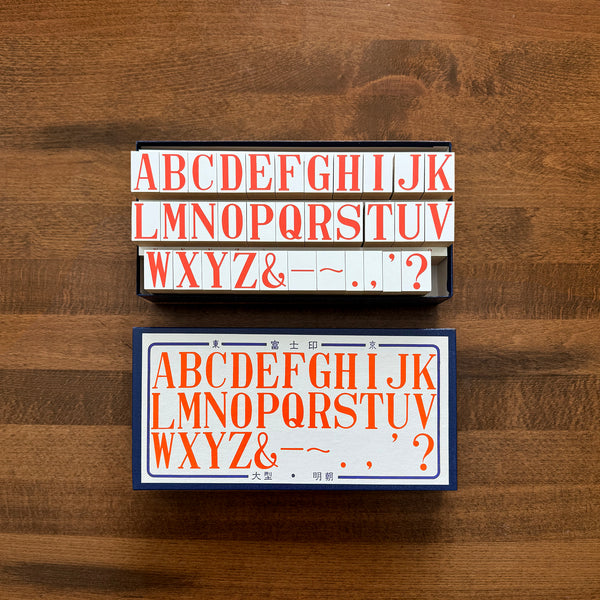 ABCDEFGHIJK
LMNOPQRSTUV
WXYZ&—~.,'?
東 富士印 京
ABCDEFGHIJK
LMNOPQRSTUV
WXYZ&—~.,'?
大型・明朝